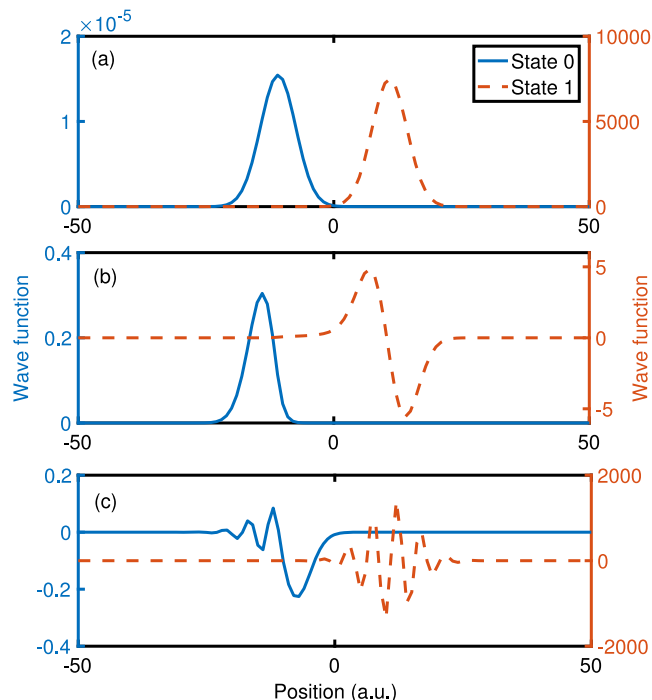 ×10-5
2 (a) State 0 10000
State 1
1 5000
0 0
-50 0 50
0.4 (b) 5
0.2 0
0 -5
-50 0 50
Wave function
Wave function
0.2 (c) 2000
0
-0.2 0
-0.4 -2000
-50 0 50
Position (a.u.)